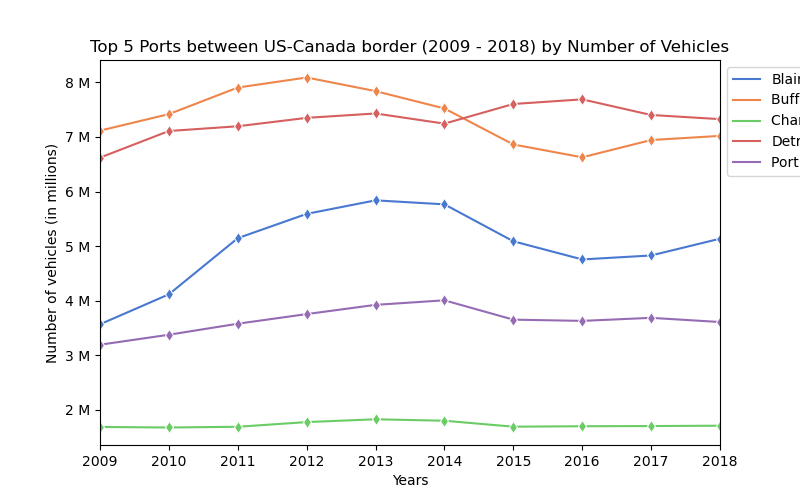 Top 5 Ports between US-Canada border (2009 - 2018) by Number of Vehicles
8 M
7 M
6 M
5 M
4 M
3 M
2 M
Number of vehicles (in millions)
2009 2010 2011 2012 2013 2014 2015 2016 2017 2018
Years
Port